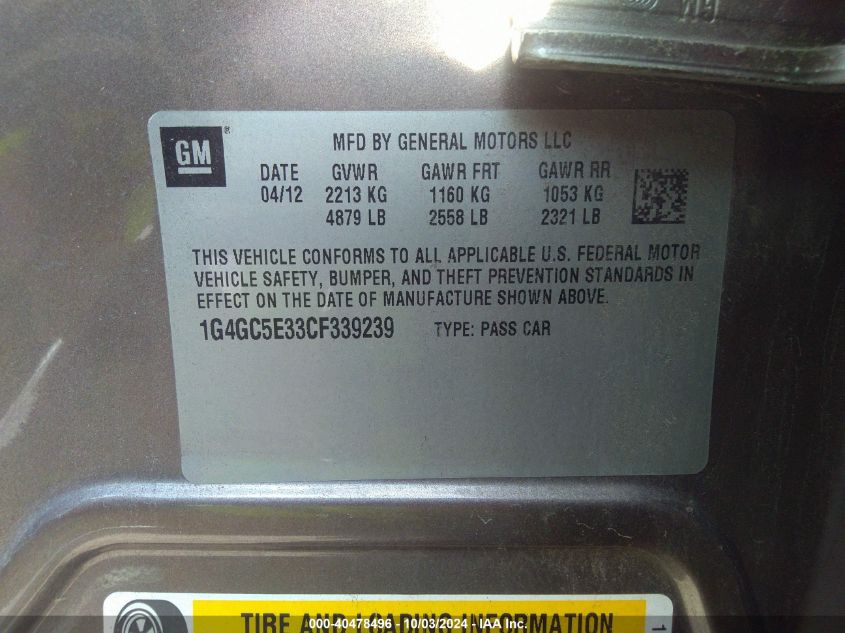 GM
MFD BY GENERAL MOTORS LLC
DATE GVWR GAWR FRT GAWR RR
04/12 2213 KG 1160 KG 1053 KG
4879 LB 2558 LB 2321 LB
THIS VEHICLE CONFORMS TO ALL APPLICABLE U.S. FEDERAL MOTOR
VEHICLE SAFETY, BUMPER, AND THEFT PREVENTION STANDARDS IN
EFFECT ON THE DATE OF MANUFACTURE SHOWN ABOVE.
1G4GC5E33CF339239 TYPE: PASS CAR
TIRE AND LOADING INFORMATION
000-40478496 - 10/03/2024 - IAA Inc.